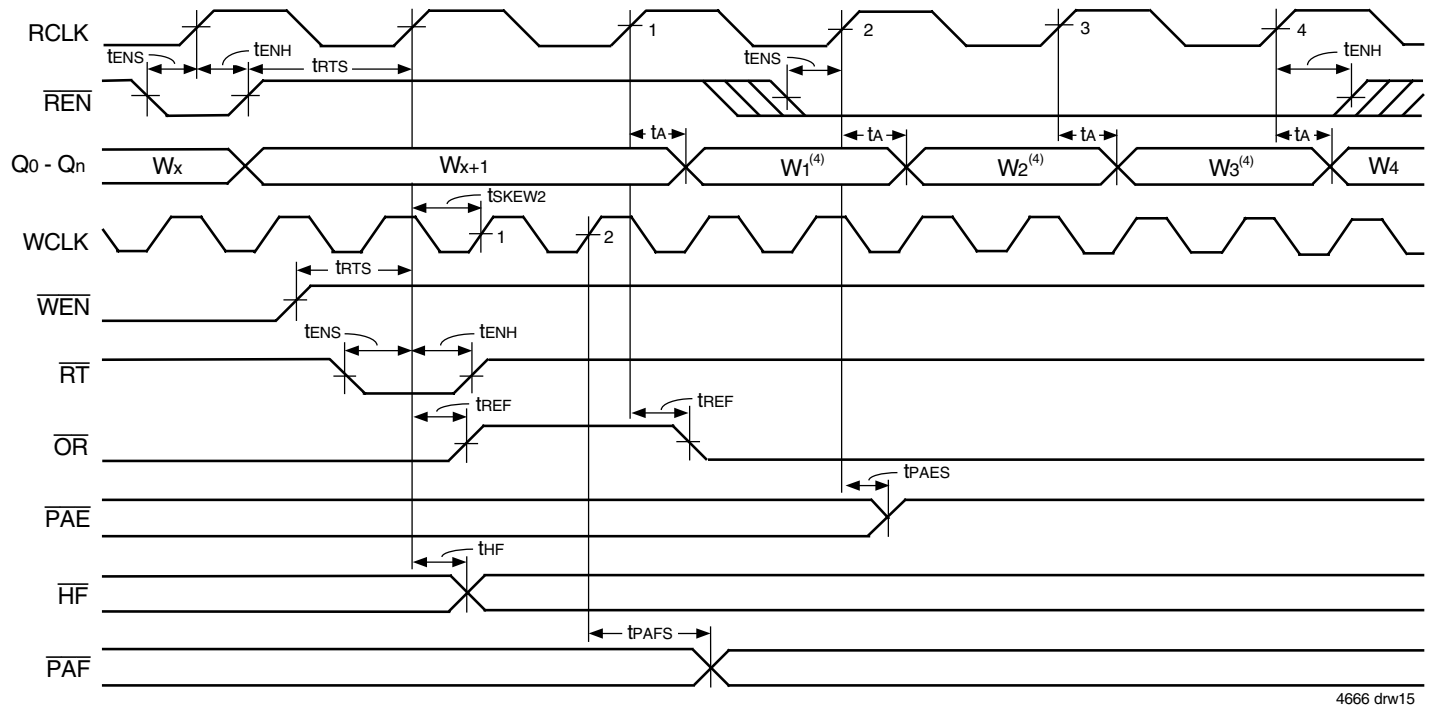 RCLK
1
2
3
4
tENS
tENH
tRTS
tENS
tENH
REN
tA
tA
tA
tA
Q0 - Qn
Wx
Wx+1
W1(4)
W2(4)
W3(4)
W4
tSKEW2
WCLK
1
2
tRTS
WEN
tENS
tENH
RT
tREF
tREF
OR
tPAES
PAE
tHF
HF
tPAFS
PAF
4666 drw15